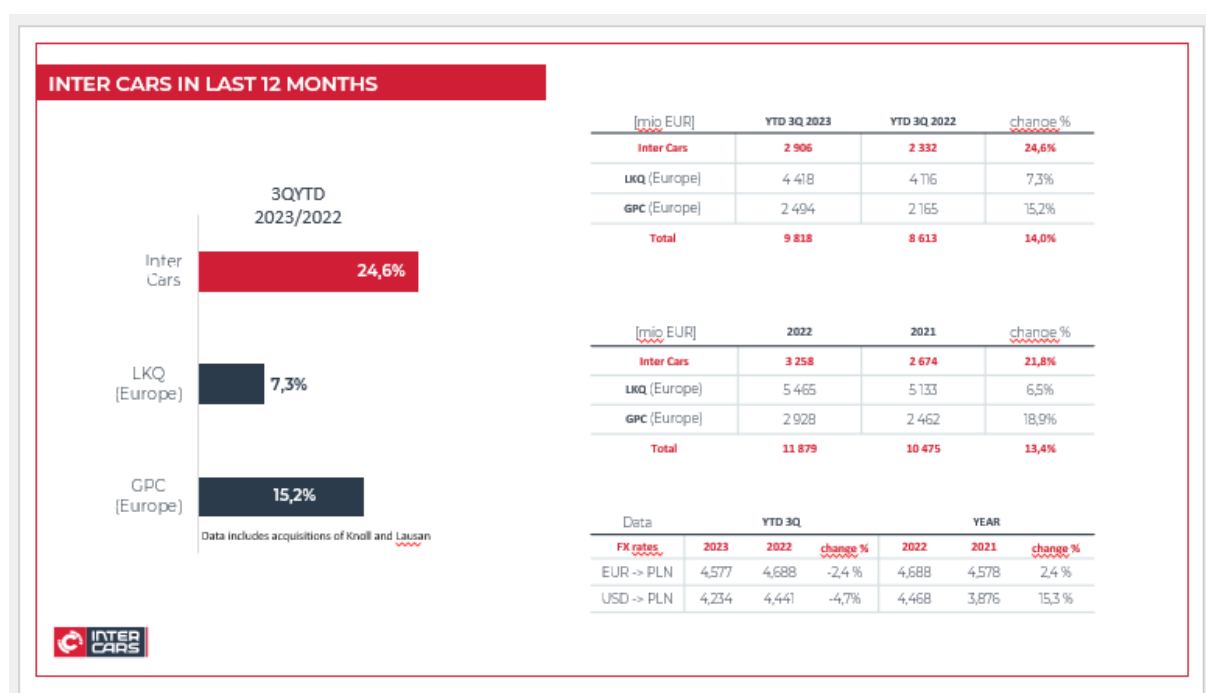 INTER CARS IN LAST 12 MONTHS
3QYTD
2023/2022
Inter
Cars
24,6%
LKQ
(Europe)
7,3%
GPC
(Europe)
15,2%
Data includes acquisitions of Knoll and Lausan
[mio EUR] YTD 3Q 2023 YTD 3Q 2022 change %
Inter Cars 2 906 2 332 24,6%
LKQ (Europe) 4 418 4 116 7,3%
GPC (Europe) 2 494 2 165 15,2%
Total 9 818 8 613 14,0%
[mio EUR] 2022 2021 change %
Inter Cars 3 258 2 674 21,8%
LKQ (Europe) 5 465 5 133 6,5%
GPC (Europe) 2 928 2 462 18,9%
Total 11 879 10 475 13,4%
Data YTD 3Q YEAR
FX rates 2023 2022 change % 2022 2021 change %
EUR -> PLN 4,577 4,688 -2,4 % 4,688 4,578 2,4 %
USD -> PLN 4,234 4,441 -4,7% 4,468 3,876 15,3 %
INTER
CARS